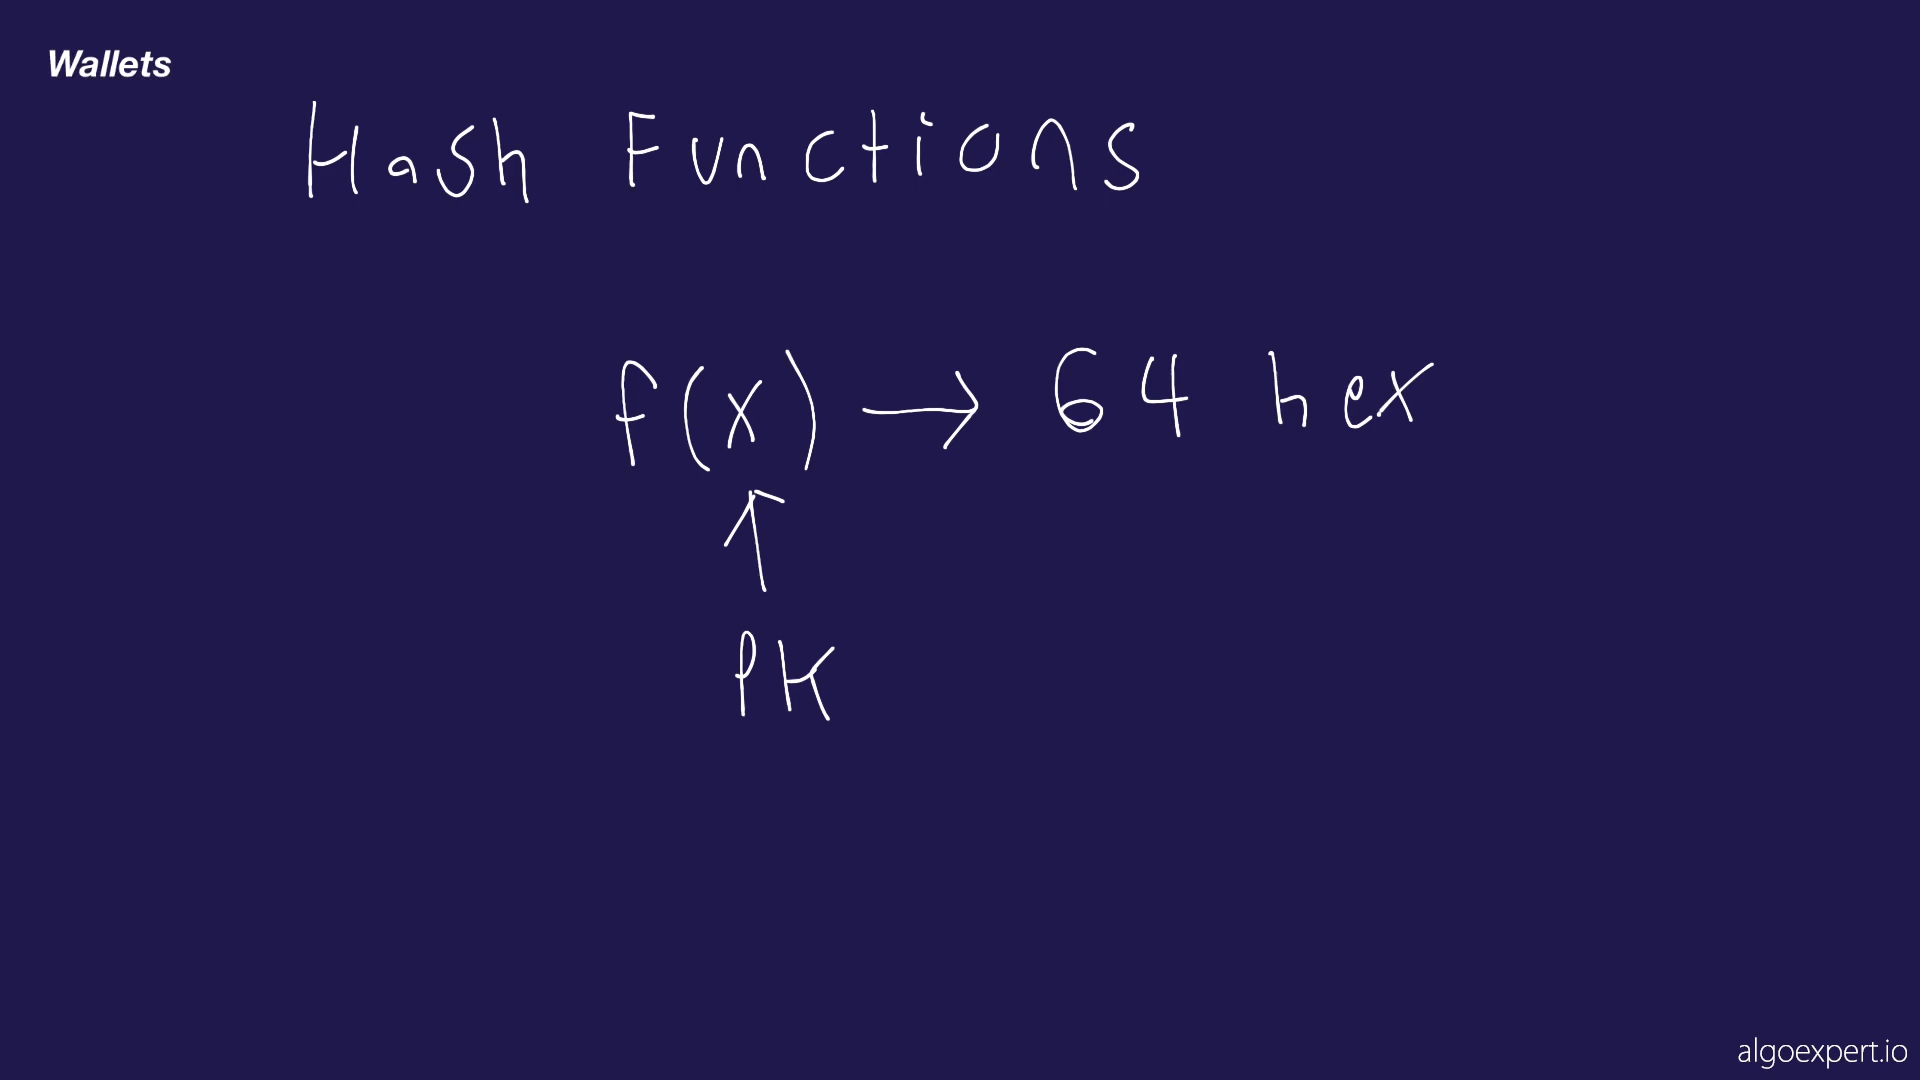 Wallets
Hash Functions
f(x) → 64 hex
↑
PK
algoexpert.io